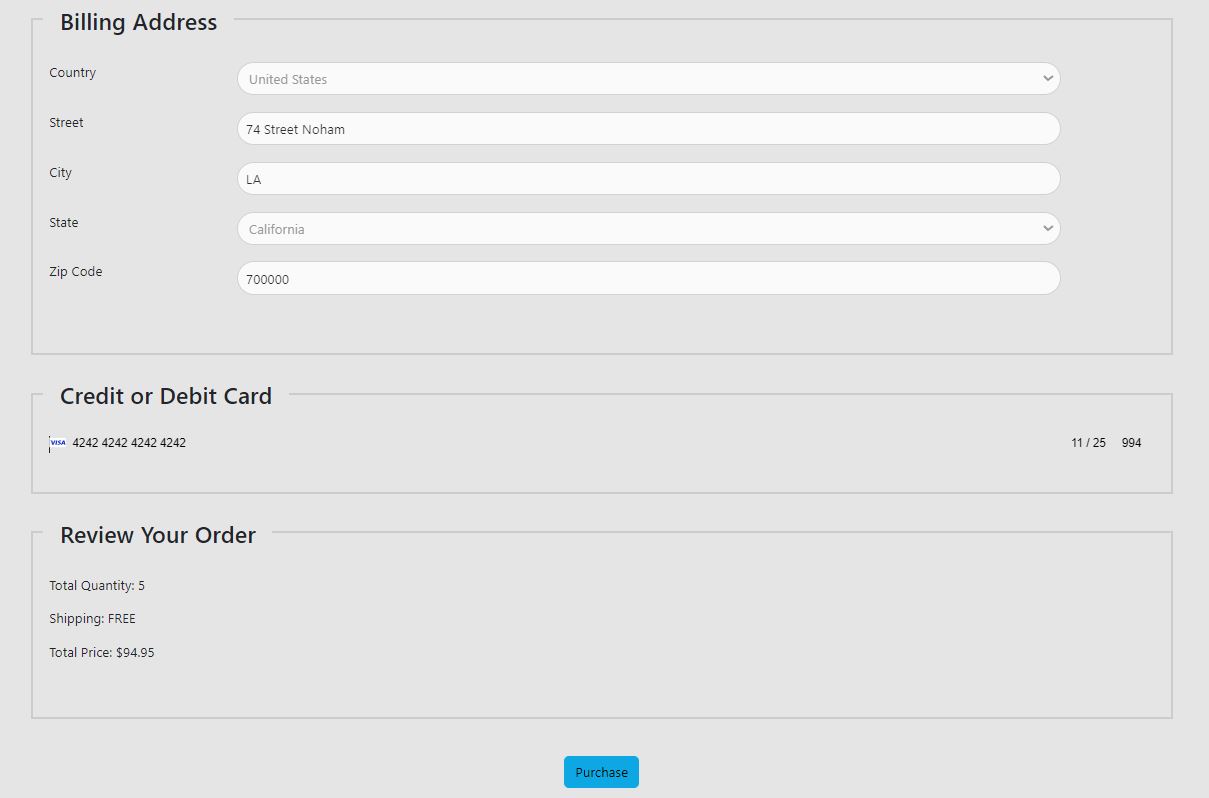 Billing Address
Country
United States
Street
74 Street Noham
City
LA
State
California
Zip Code
700000
Credit or Debit Card
VISA 4242 4242 4242 4242 11 / 25 994
Review Your Order
Total Quantity: 5
Shipping: FREE
Total Price: $94.95
Purchase